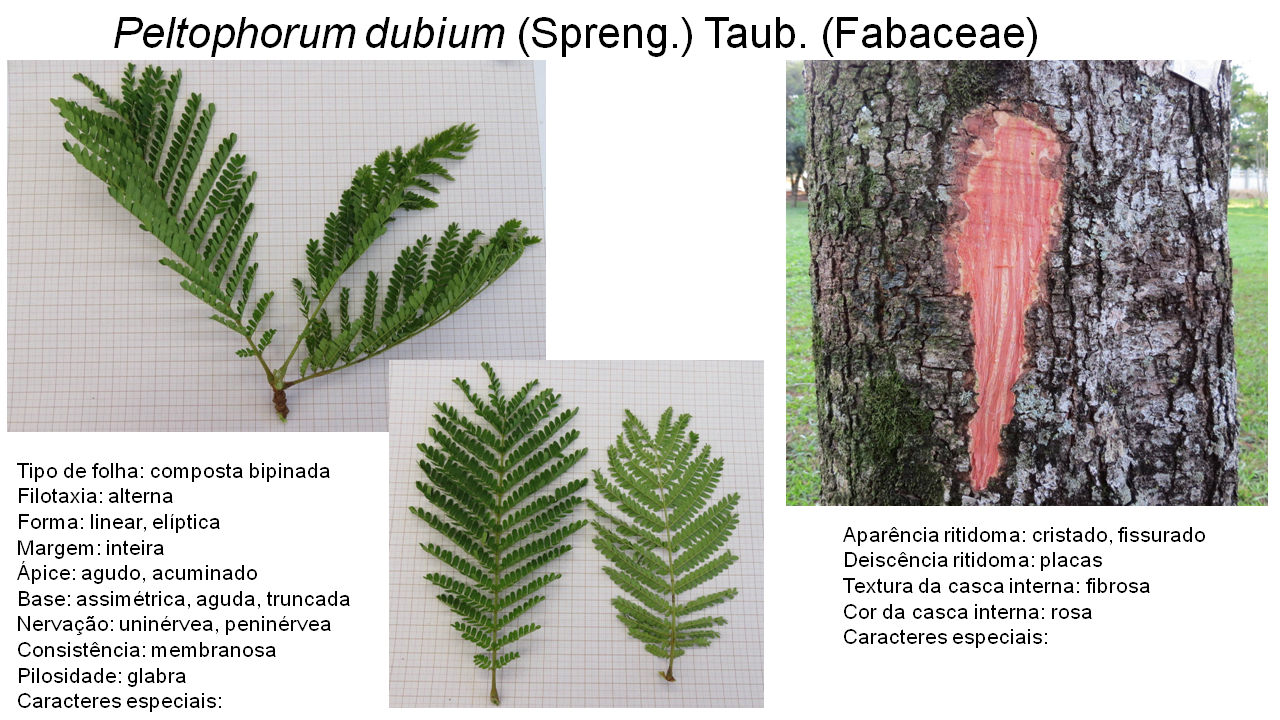 Peltophorum dubium (Spreng.) Taub. (Fabaceae)
Tipo de folha: composta bipinada
Filotaxia: alterna
Forma: linear, elíptica
Margem: inteira
Ápice: agudo, acuminado
Base: assimétrica, aguda, truncada
Nervação: uninérvea, peninérvea
Consistência: membranosa
Pilosidade: glabra
Caracteres especiais:
Aparência ritidoma: cristado, fissurado
Deiscência ritidoma: placas
Textura da casca interna: fibrosa
Cor da casca interna: rosa
Caracteres especiais: